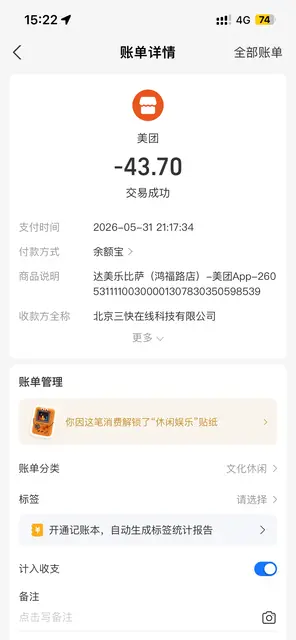 15:22
4G 74
账单详情
全部账单
美团
-43.70
交易成功
支付时间 2026-05-31 21:17:34
付款方式 余额宝
商品说明 达美乐比萨（鸿福路店）-美团App-260
53111100300001307830350598539
收款方全称 北京三快在线科技有限公司
更多
账单管理
你因这笔消费解锁了“休闲娱乐”贴纸
账单分类 文化休闲
标签 请选择
开通记账本，自动生成标签统计报告
计入收支
备注
点击写备注